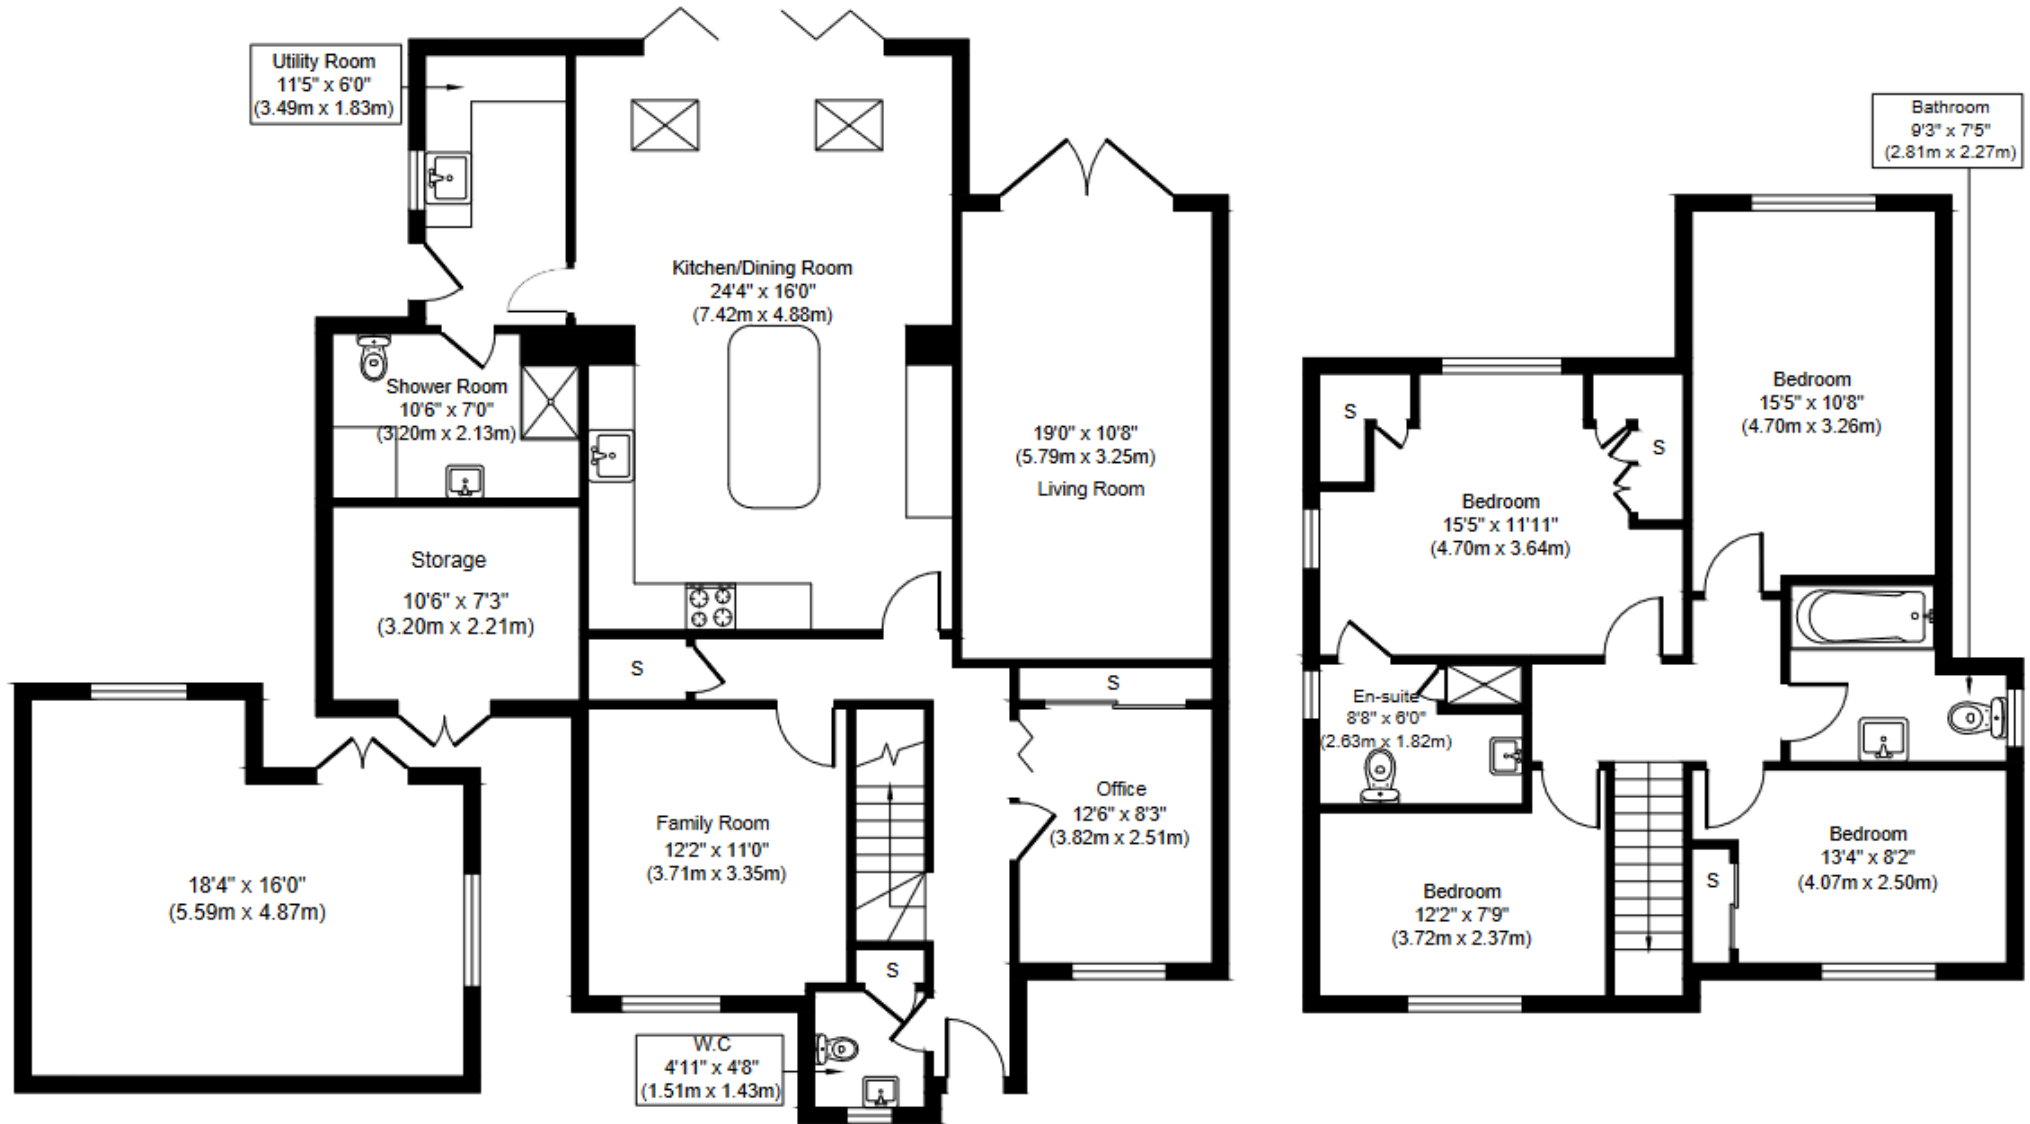 Utility Room
11'5" x 6'0"
(3.49m x 1.83m)
Kitchen/Dining Room
24'4" x 16'0"
(7.42m x 4.88m)
Shower Room
10'6" x 7'0"
(3.20m x 2.13m)
19'0" x 10'8"
(5.79m x 3.25m)
Living Room
Storage
10'6" x 7'3"
(3.20m x 2.21m)
S
S
Office
12'6" x 8'3"
(3.82m x 2.51m)
Family Room
12'2" x 11'0"
(3.71m x 3.35m)
18'4" x 16'0"
(5.59m x 4.87m)
S
W.C
4'11" x 4'8"
(1.51m x 1.43m)
Bathroom
9'3" x 7'5"
(2.81m x 2.27m)
Bedroom
15'5" x 10'8"
(4.70m x 3.26m)
S
S
Bedroom
15'5" x 11'11"
(4.70m x 3.64m)
En-suite
8'8" x 6'0"
(2.63m x 1.82m)
Bedroom
13'4" x 8'2"
(4.07m x 2.50m)
S
Bedroom
12'2" x 7'9"
(3.72m x 2.37m)